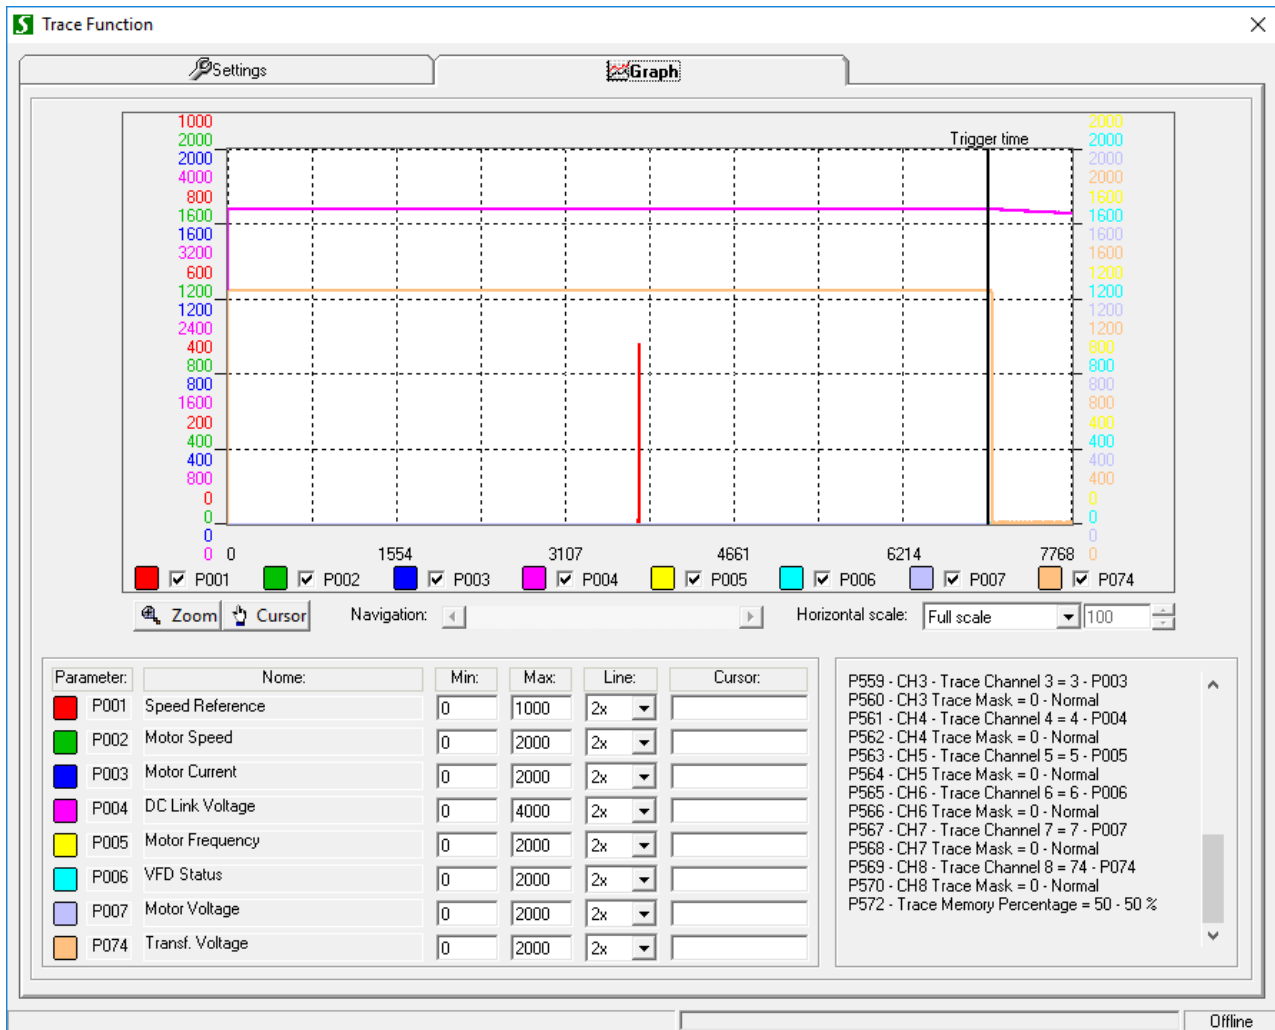 Trace Function
Settings
Graph
1000
2000
2000
4000
800
1600
1600
3200
600
1200
1200
2400
400
800
800
1600
200
400
400
800
0
0
0
0
Trigger time
2000
2000
2000
2000
1600
1600
1600
1600
1200
1200
1200
1200
800
800
800
800
400
400
400
400
0
0
0
0
0 1554 3107 4661 6214 7768
P001 P002 P003 P004 P005 P006 P007 P074
Zoom Cursor Navigation: Horizontal scale: Full scale 100
Parameter: Nome: Min: Max: Line: Cursor:
P001 Speed Reference 0 1000 2x
P002 Motor Speed 0 2000 2x
P003 Motor Current 0 2000 2x
P004 DC Link Voltage 0 4000 2x
P005 Motor Frequency 0 2000 2x
P006 VFD Status 0 2000 2x
P007 Motor Voltage 0 2000 2x
P074 Transf. Voltage 0 2000 2x
P559 - CH3 - Trace Channel 3 = 3 - P003
P560 - CH3 Trace Mask = 0 - Normal
P561 - CH4 - Trace Channel 4 = 4 - P004
P562 - CH4 Trace Mask = 0 - Normal
P563 - CH5 - Trace Channel 5 = 5 - P005
P564 - CH5 Trace Mask = 0 - Normal
P565 - CH6 - Trace Channel 6 = 6 - P006
P566 - CH6 Trace Mask = 0 - Normal
P567 - CH7 - Trace Channel 7 = 7 - P007
P568 - CH7 Trace Mask = 0 - Normal
P569 - CH8 - Trace Channel 8 = 74 - P074
P570 - CH8 Trace Mask = 0 - Normal
P572 - Trace Memory Percentage = 50 - 50 %
Offline